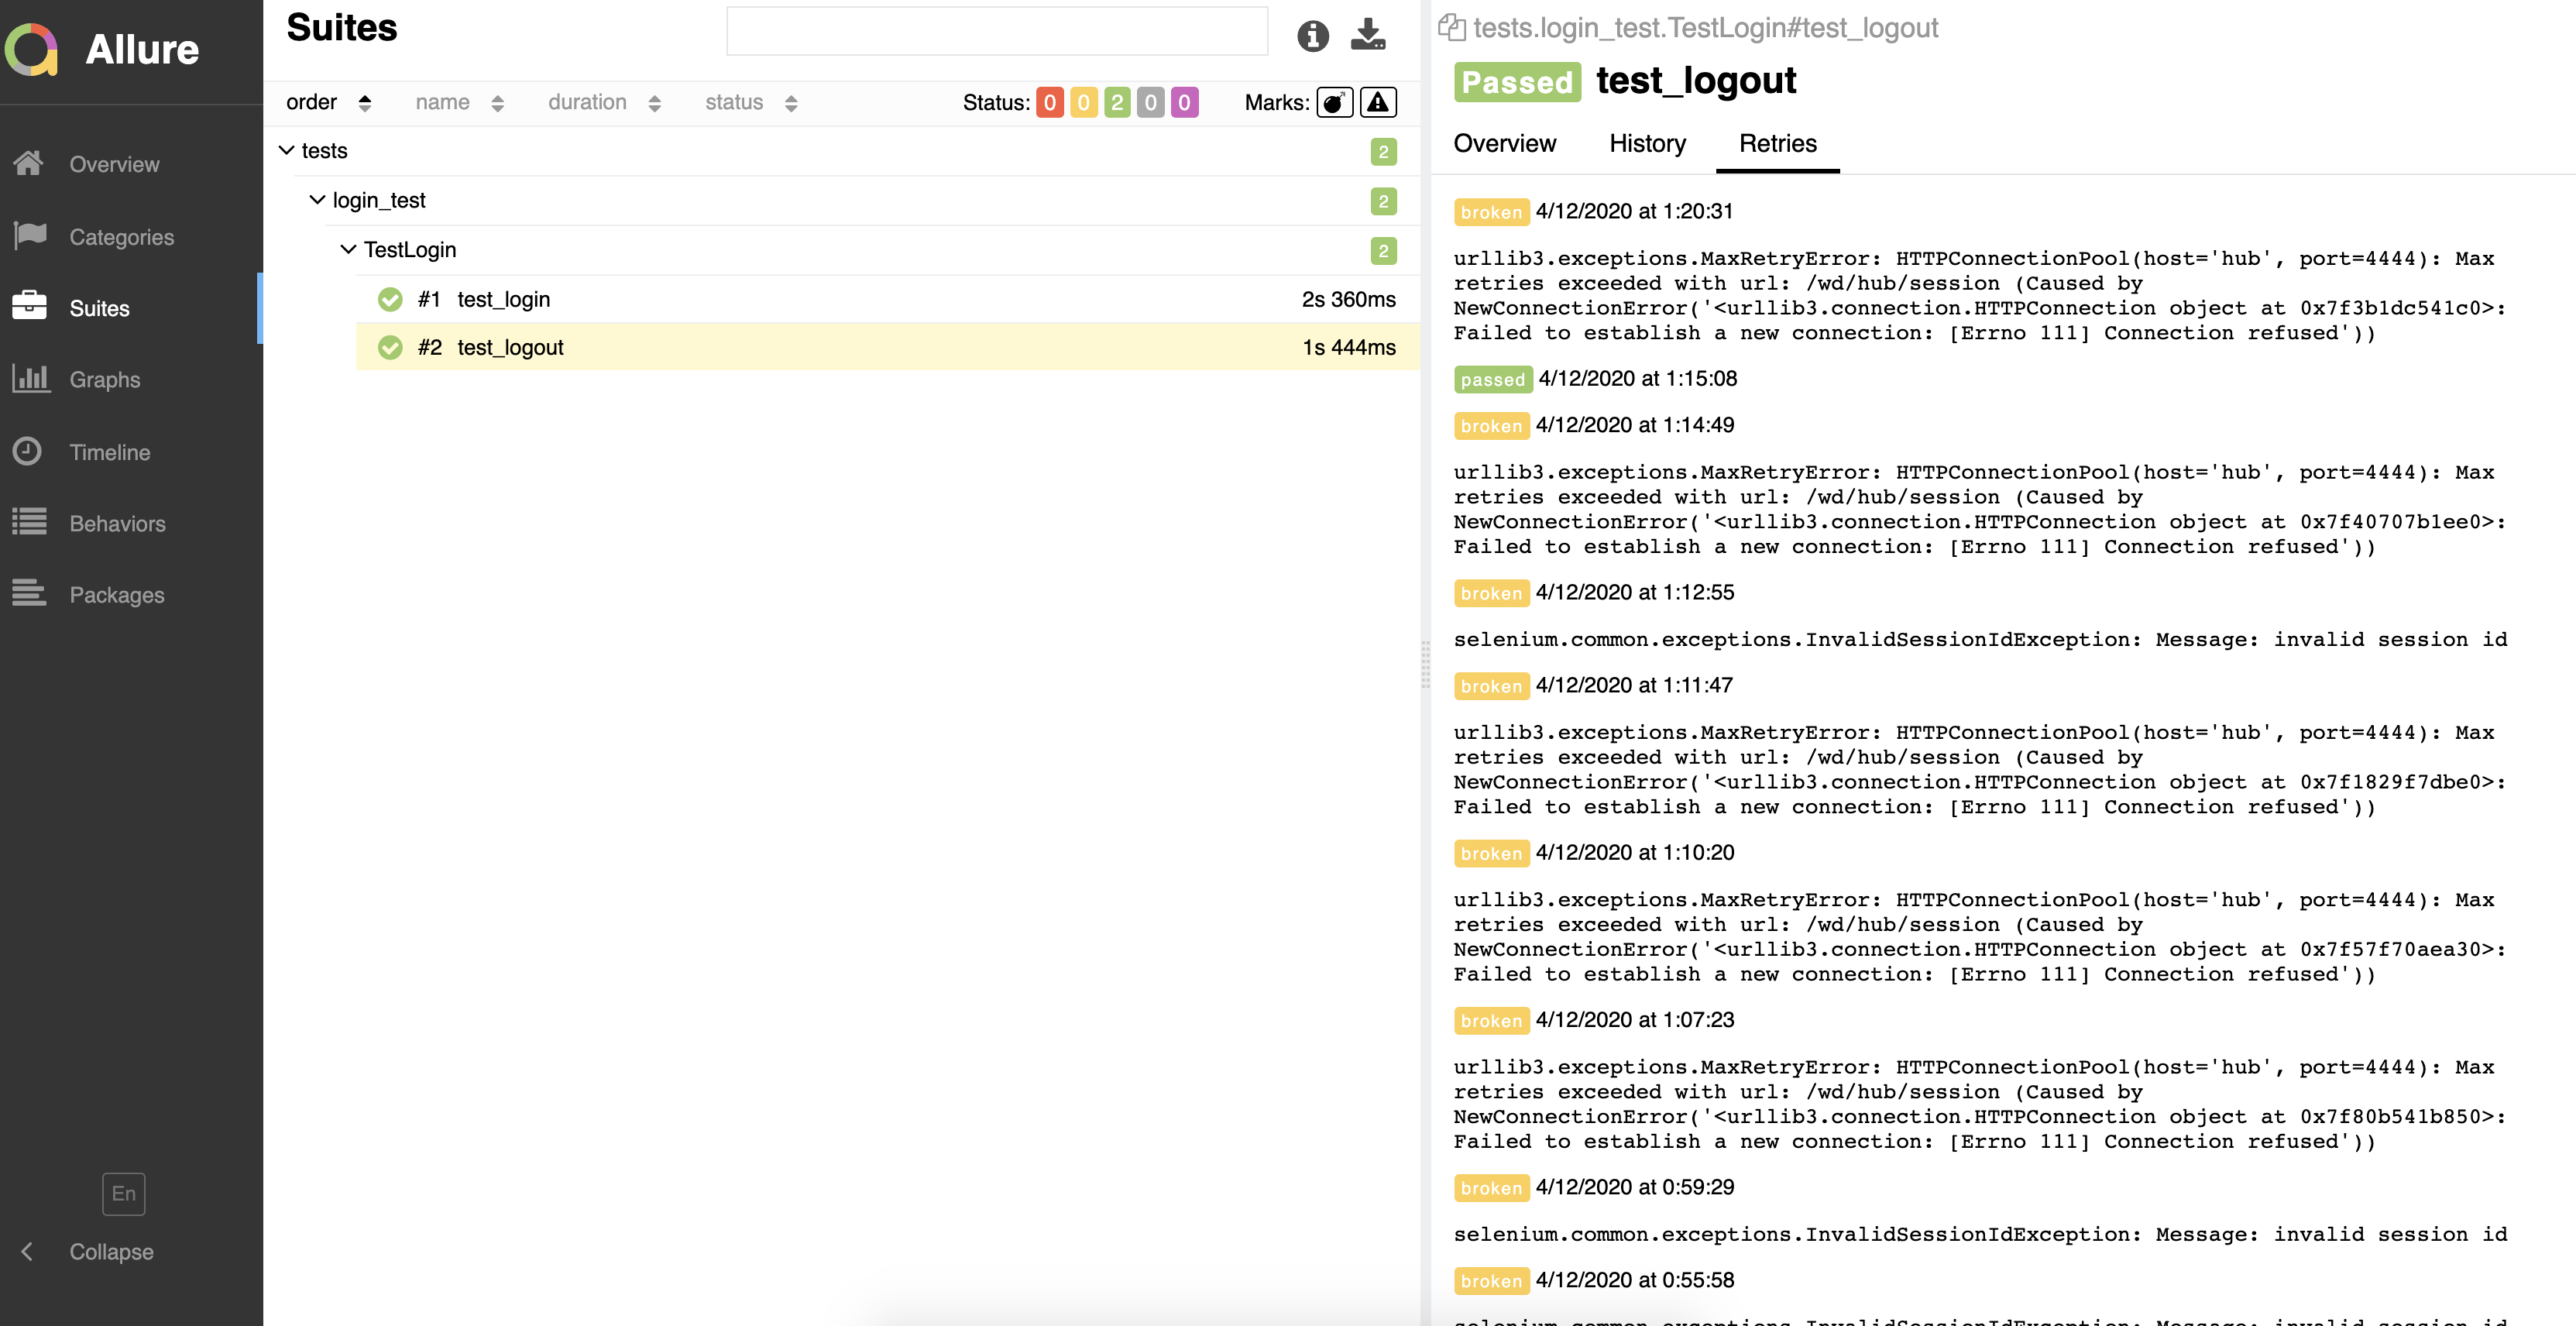 Allure
Overview
Categories
Suites
Graphs
Timeline
Behaviors
Packages
En
Collapse
Suites
order name duration status Status: 0 0 2 0 0 Marks:
tests 2
login_test 2
TestLogin 2
#1 test_login 2s 360ms
#2 test_logout 1s 444ms
tests.login_test.TestLogin#test_logout
Passed test_logout
Overview History Retries
broken 4/12/2020 at 1:20:31
urllib3.exceptions.MaxRetryError: HTTPConnectionPool(host='hub', port=4444): Max
retries exceeded with url: /wd/hub/session (Caused by
NewConnectionError('<urllib3.connection.HTTPConnection object at 0x7f3b1dc541c0>:
Failed to establish a new connection: [Errno 111] Connection refused'))
passed 4/12/2020 at 1:15:08
broken 4/12/2020 at 1:14:49
urllib3.exceptions.MaxRetryError: HTTPConnectionPool(host='hub', port=4444): Max
retries exceeded with url: /wd/hub/session (Caused by
NewConnectionError('<urllib3.connection.HTTPConnection object at 0x7f40707b1ee0>:
Failed to establish a new connection: [Errno 111] Connection refused'))
broken 4/12/2020 at 1:12:55
selenium.common.exceptions.InvalidSessionIdException: Message: invalid session id
broken 4/12/2020 at 1:11:47
urllib3.exceptions.MaxRetryError: HTTPConnectionPool(host='hub', port=4444): Max
retries exceeded with url: /wd/hub/session (Caused by
NewConnectionError('<urllib3.connection.HTTPConnection object at 0x7f1829f7dbe0>:
Failed to establish a new connection: [Errno 111] Connection refused'))
broken 4/12/2020 at 1:10:20
urllib3.exceptions.MaxRetryError: HTTPConnectionPool(host='hub', port=4444): Max
retries exceeded with url: /wd/hub/session (Caused by
NewConnectionError('<urllib3.connection.HTTPConnection object at 0x7f57f70aea30>:
Failed to establish a new connection: [Errno 111] Connection refused'))
broken 4/12/2020 at 1:07:23
urllib3.exceptions.MaxRetryError: HTTPConnectionPool(host='hub', port=4444): Max
retries exceeded with url: /wd/hub/session (Caused by
NewConnectionError('<urllib3.connection.HTTPConnection object at 0x7f80b541b850>:
Failed to establish a new connection: [Errno 111] Connection refused'))
broken 4/12/2020 at 0:59:29
selenium.common.exceptions.InvalidSessionIdException: Message: invalid session id
broken 4/12/2020 at 0:55:58
selenium.common.exceptions.InvalidSessionIdException: Message: invalid session id